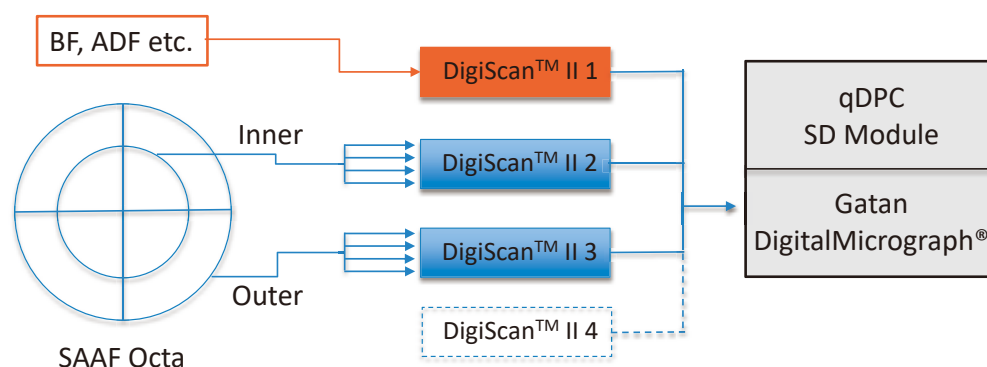 BF, ADF etc.
DigiScan™ II 1
qDPC
SD Module
Inner
DigiScan™ II 2
Gatan
DigitalMicrograph®
DigiScan™ II 3
Outer
DigiScan™ II 4
SAAF Octa